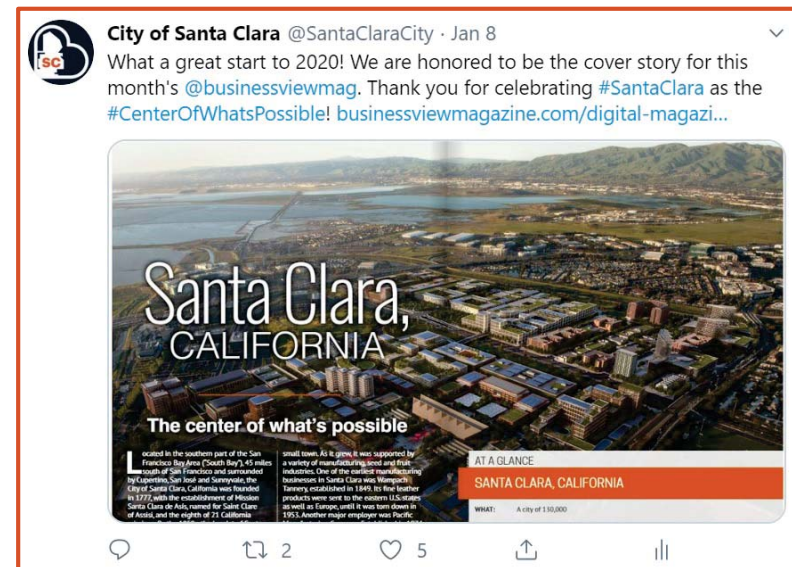 City of Santa Clara @SantaClaraCity · Jan 8
What a great start to 2020! We are honored to be the cover story for this
month's @businessviewmag. Thank you for celebrating #SantaClara as the
#CenterOfWhatsPossible! businessviewmagazine.com/digital-magazi...
SC
Santa Clara,
CALIFORNIA
The center of what's possible
Located in the southern part of the San
Francisco Bay Area ("South Bay"), 45 miles
south of San Francisco and surrounded
by Cupertino, San José and Sunnyvale, the
City of Santa Clara, California was founded
in 1777, with the establishment of Mission
Santa Clara de Asis, named for Saint Clare
of Assisi, and the eighth of 21 California
small town. As it grew, it was supported by
a variety of manufacturing, seed and fruit
industries. One of the earliest manufacturing
businesses in Santa Clara was Wampach
Tannery, established in 1849. Its fine leather
products were sent to the eastern U.S. states
as well as Europe, until it was torn down in
1953. Another major employer was Pacific
AT A GLANCE
SANTA CLARA, CALIFORNIA
WHAT: A city of 130,000
2
5